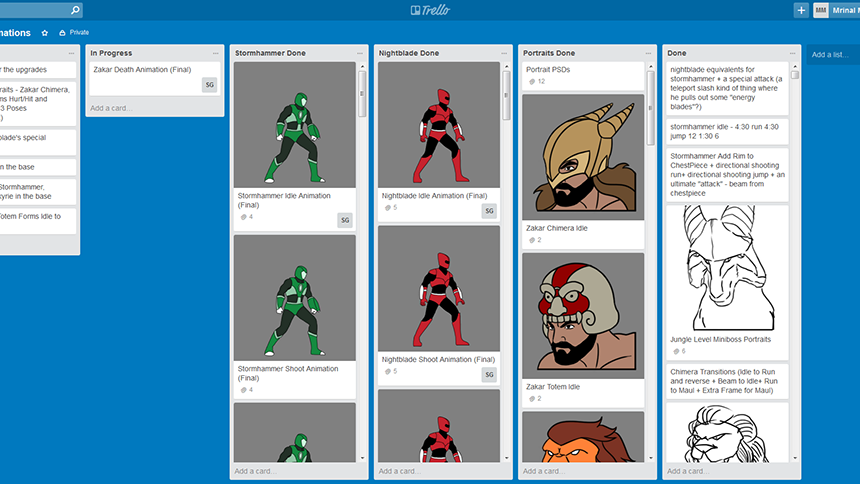 Trello
MM
Mrinal M
nations
Private
r the upgrades
raits - Zakar Chimera,
ns Hurt/Hit and
3 Poses
)
blade's special
in the base
Stormhammer,
kyrie in the base
Totem Forms Idle to
In Progress
Zakar Death Animation (Final)
SG
Add a card...
Stormhammer Done
Stormhammer Idle Animation
(Final)
4
SG
Stormhammer Shoot Animation
(Final)
4
Add a card...
Nightblade Done
Nightblade Idle Animation (Final)
5
SG
Nightblade Shoot Animation (Final)
5
SG
Add a card...
Portraits Done
Portrait PSDs
12
Zakar Chimera Idle
2
Zakar Totem Idle
2
Add a card...
Done
nightblade equivalents for
stormhammer + a special attack (a
teleport slash kind of thing where
he pulls out some "energy
blades"?)
stormhammer idle - 4:30 run 4:30
jump 12 1:30 6
Stormhammer Add Rim to
ChestPiece + directional shooting
run+ directional shooting jump + an
ultimate "attack" - beam from
chestpiece
Jungle Level Miniboss Portraits
6
Chimera Transitions (Idle to Run
and reverse + Beam to Idle+ Run
to Maul + Extra Frame for Maul)
Add a card...
Add a list...